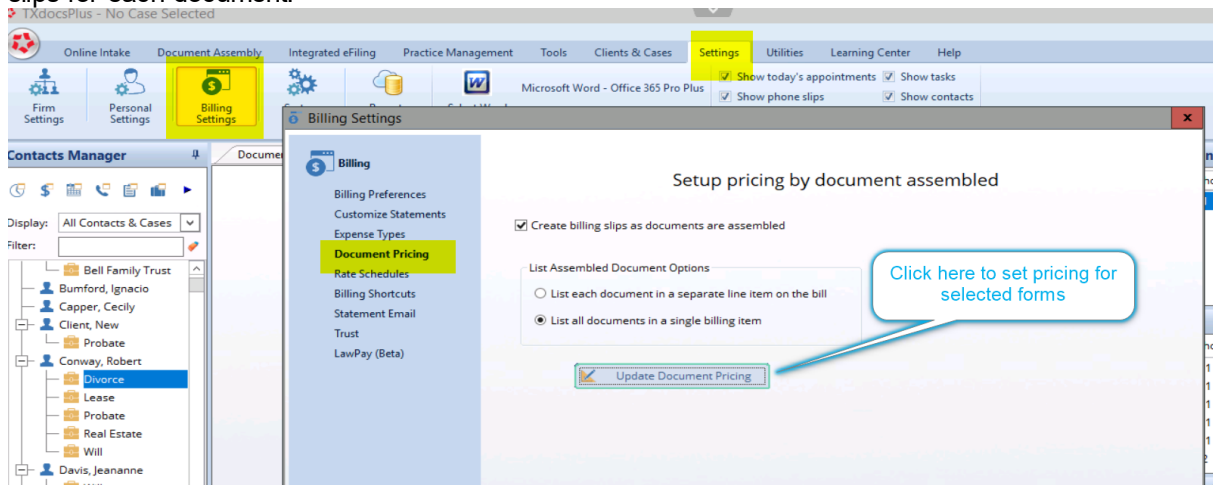 slips for each document.
TXdocsPlus - No Case Selected
Online Intake Document Assembly Integrated eFiling Practice Management Tools Clients & Cases Settings Utilities Learning Center Help
Firm Settings
Personal Settings
Billing Settings
Microsoft Word - Office 365 Pro Plus
Show today's appointments Show tasks
Show phone slips Show contacts
Contacts Manager
Display: All Contacts & Cases
Filter:
Bell Family Trust
Bumford, Ignacio
Capper, Cecily
Client, New
Probate
Conway, Robert
Divorce
Lease
Probate
Real Estate
Will
Davis, Jeananne
Billing Settings
x
Billing
Billing Preferences
Customize Statements
Expense Types
Document Pricing
Rate Schedules
Billing Shortcuts
Statement Email
Trust
LawPay (Beta)
Setup pricing by document assembled
Create billing slips as documents are assembled
List Assembled Document Options
List each document in a separate line item on the bill
List all documents in a single billing item
Update Document Pricing
Click here to set pricing for
selected forms